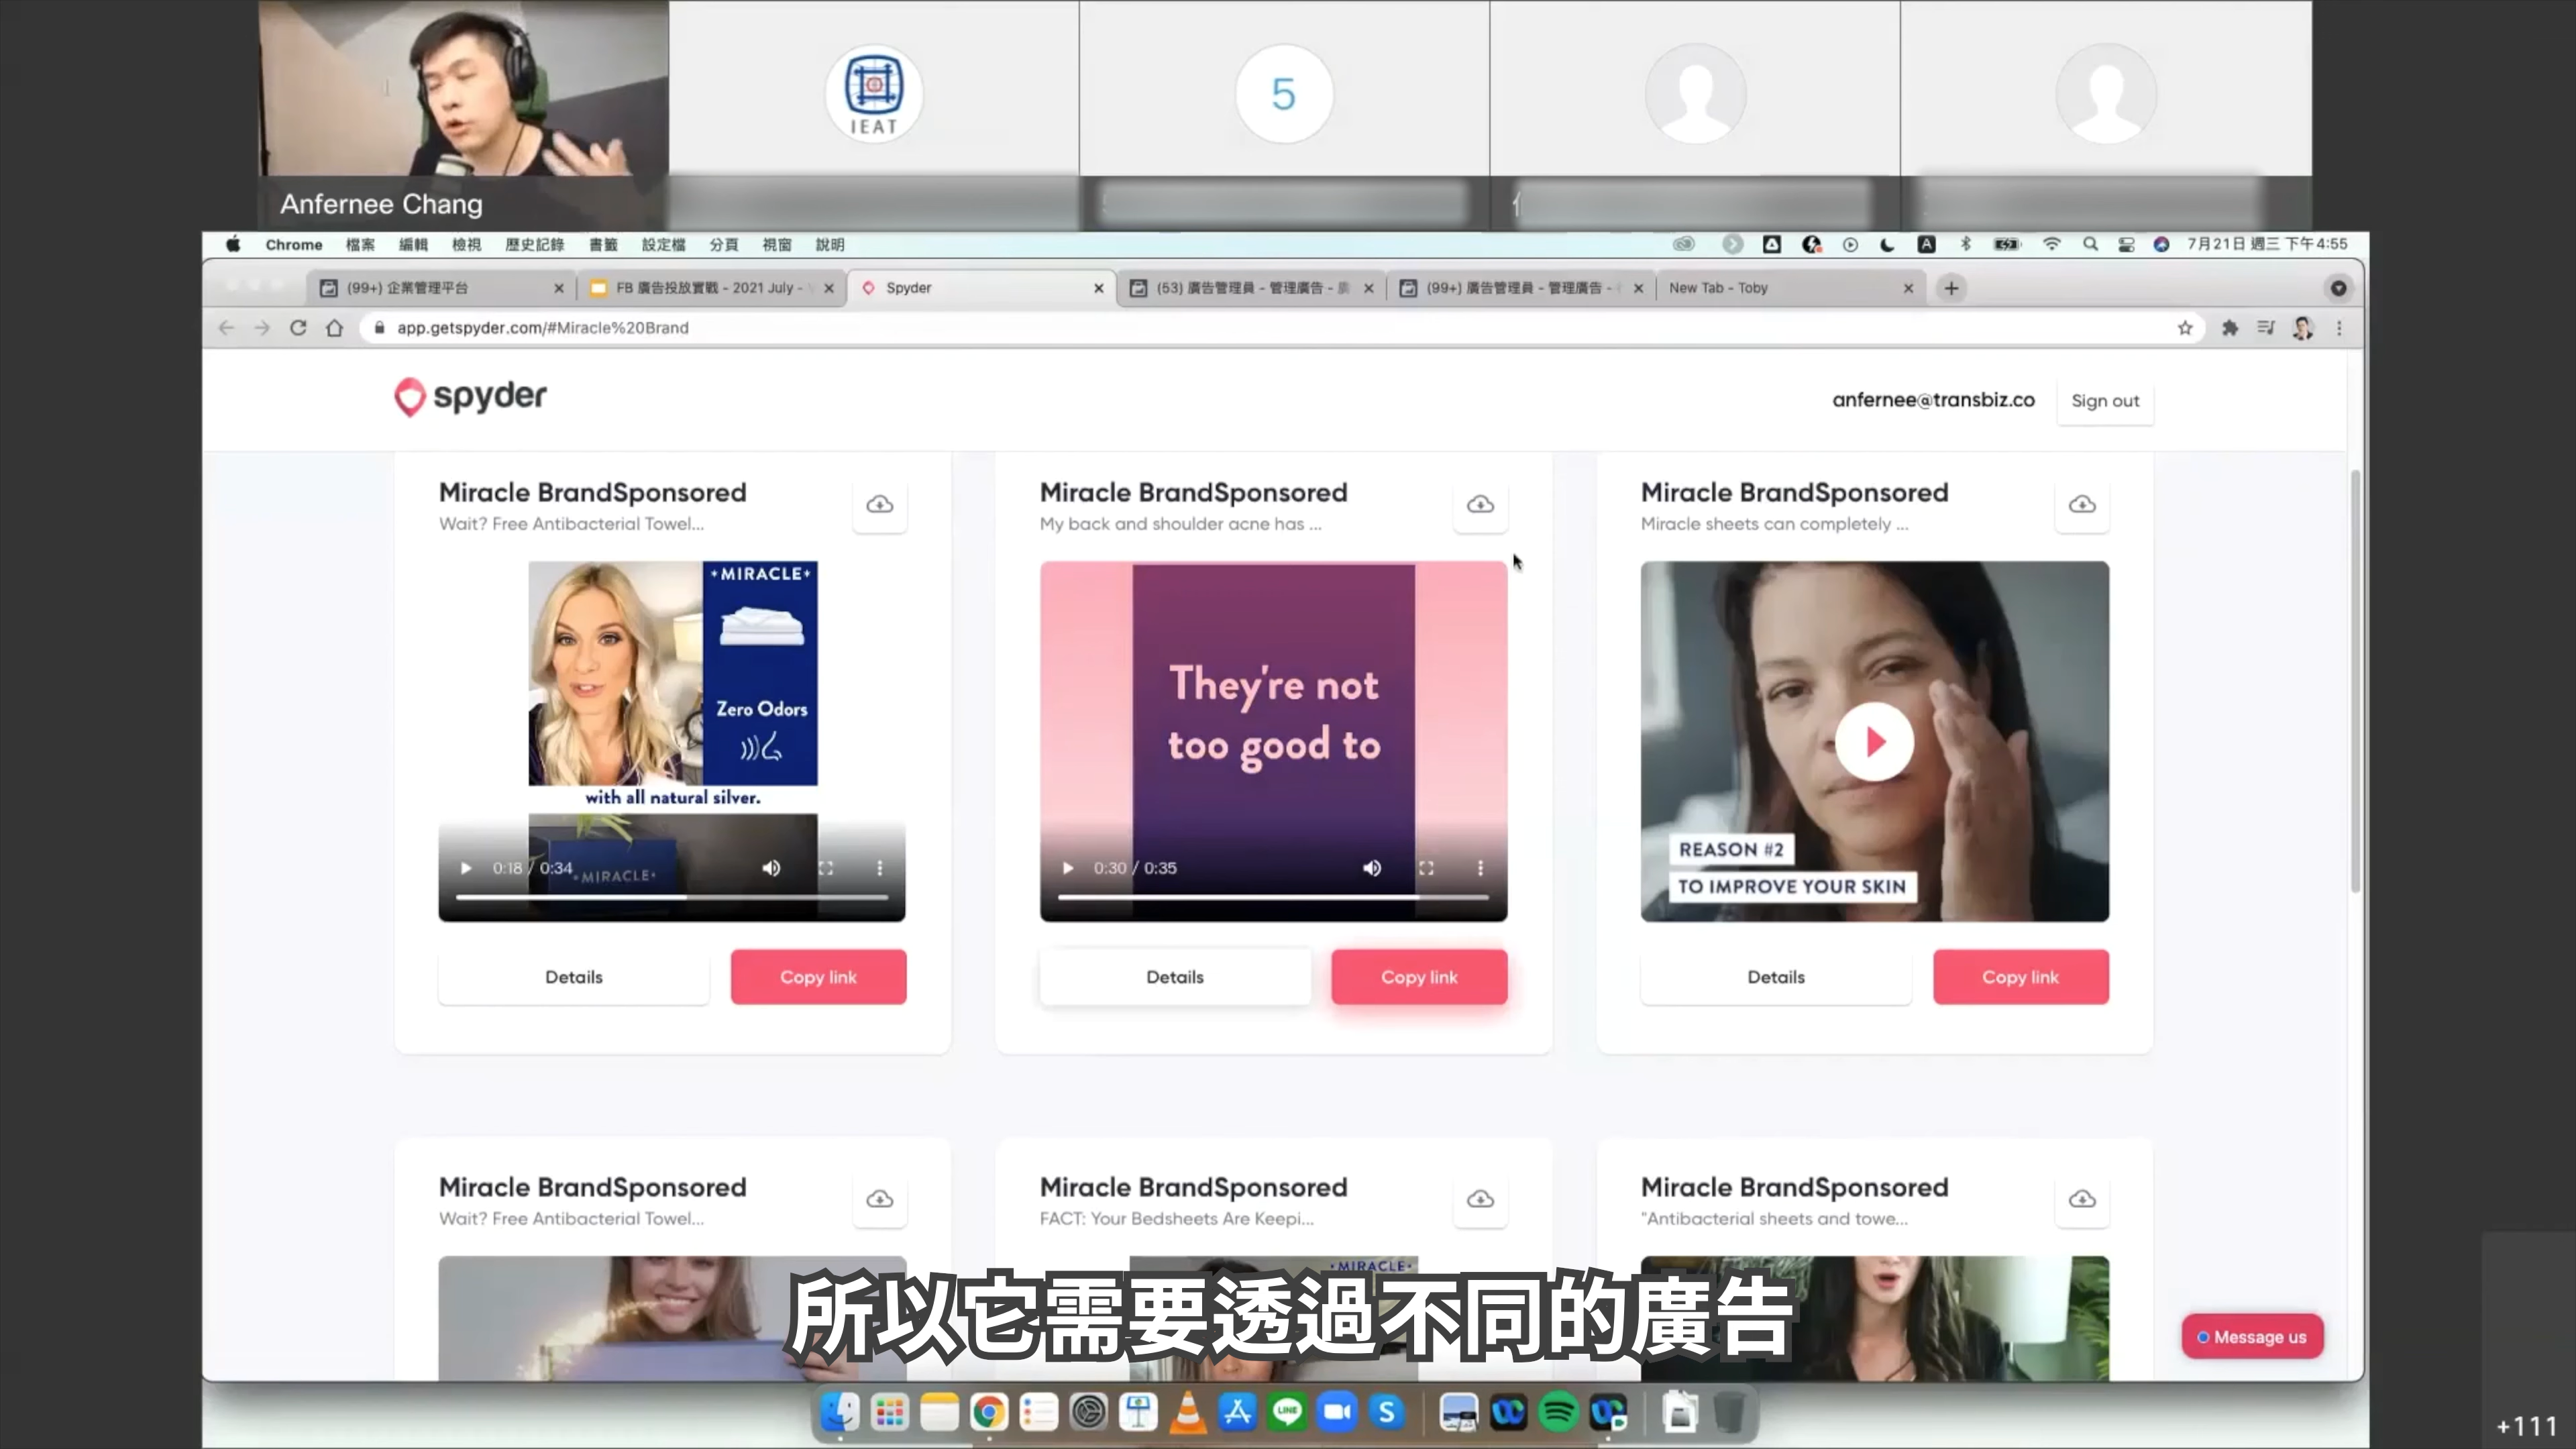 IEAT
5
Anfernee Chang
Chrome 檔案 編輯 檢視 歷史記錄 書籤 設定檔 分頁 視窗 說明
A
7月21日 週三 下午4:55
(99+) 企業管理平台
FB 廣告投放實戰 - 2021 July -
Spyder
(53) 廣告管理員 - 管理廣告 -
(99+) 廣告管理員 - 管理廣告 -
New Tab - Toby
app.getspyder.com/#Miracle%20Brand
spyder
anfernee@transbiz.co
Sign out
Miracle BrandSponsored
Wait? Free Antibacterial Towel...
+MIRACLE+
Zero Odors
with all natural silver.
•MIRACLE•
0:18 / 0:34
Details
Copy link
Miracle BrandSponsored
My back and shoulder acne has ...
They're not
too good to
0:30 / 0:35
Details
Copy link
Miracle BrandSponsored
Miracle sheets can completely ...
REASON #2
TO IMPROVE YOUR SKIN
Details
Copy link
Miracle BrandSponsored
Wait? Free Antibacterial Towel...
Miracle BrandSponsored
FACT: Your Bedsheets Are Keepi...
•MIRACLE•
Miracle BrandSponsored
"Antibacterial sheets and towe...
所以它需要透過不同的廣告
Message us
LINE
S
+111